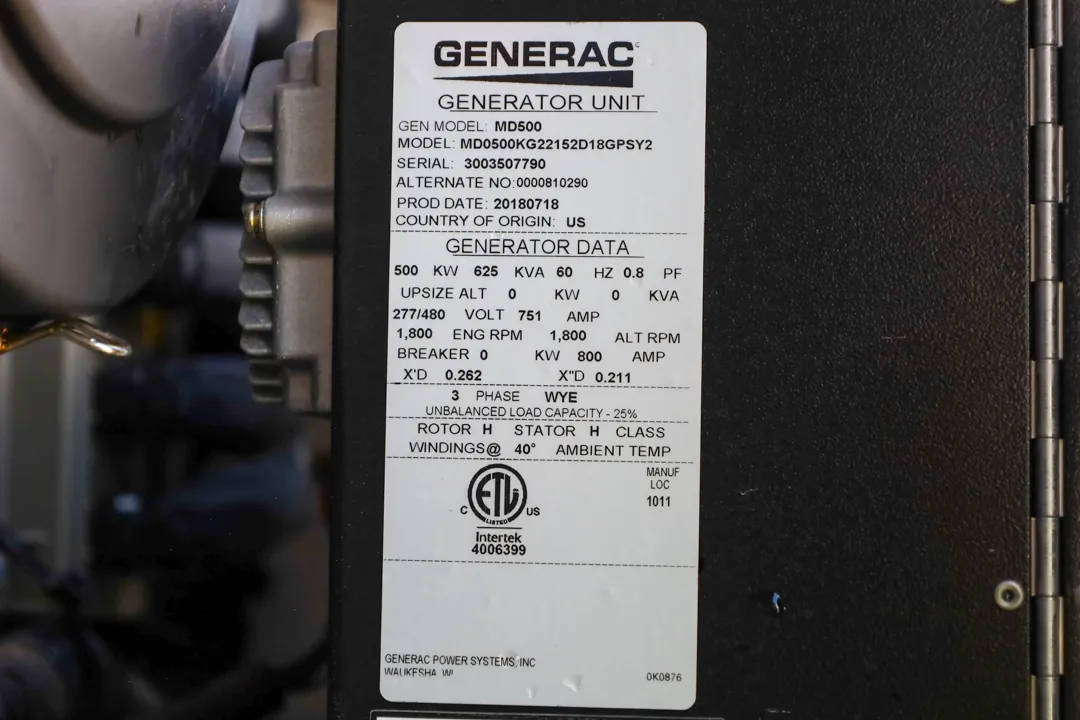 GENERAC
GENERATOR UNIT
GEN MODEL: MD500
MODEL: MD0500KG22152D18GPSY2
SERIAL: 3003507790
ALTERNATE NO:0000810290
PROD DATE: 20180718
COUNTRY OF ORIGIN: US
GENERATOR DATA
500 KW 625 KVA 60 HZ 0.8 PF
UPSIZE ALT 0 KW 0 KVA
277/480 VOLT 751 AMP
1,800 ENG RPM 1,800 ALT RPM
BREAKER 0 KW 800 AMP
X'D 0.262 X"D 0.211
3 PHASE WYE
UNBALANCED LOAD CAPACITY - 25%
ROTOR H STATOR H CLASS
WINDINGS@ 40° AMBIENT TEMP
MANUF
LOC
1011
C ETL US
LISTED
Intertek
4006399
GENERAC POWER SYSTEMS, INC
WAUKESHA, WI
0K0876